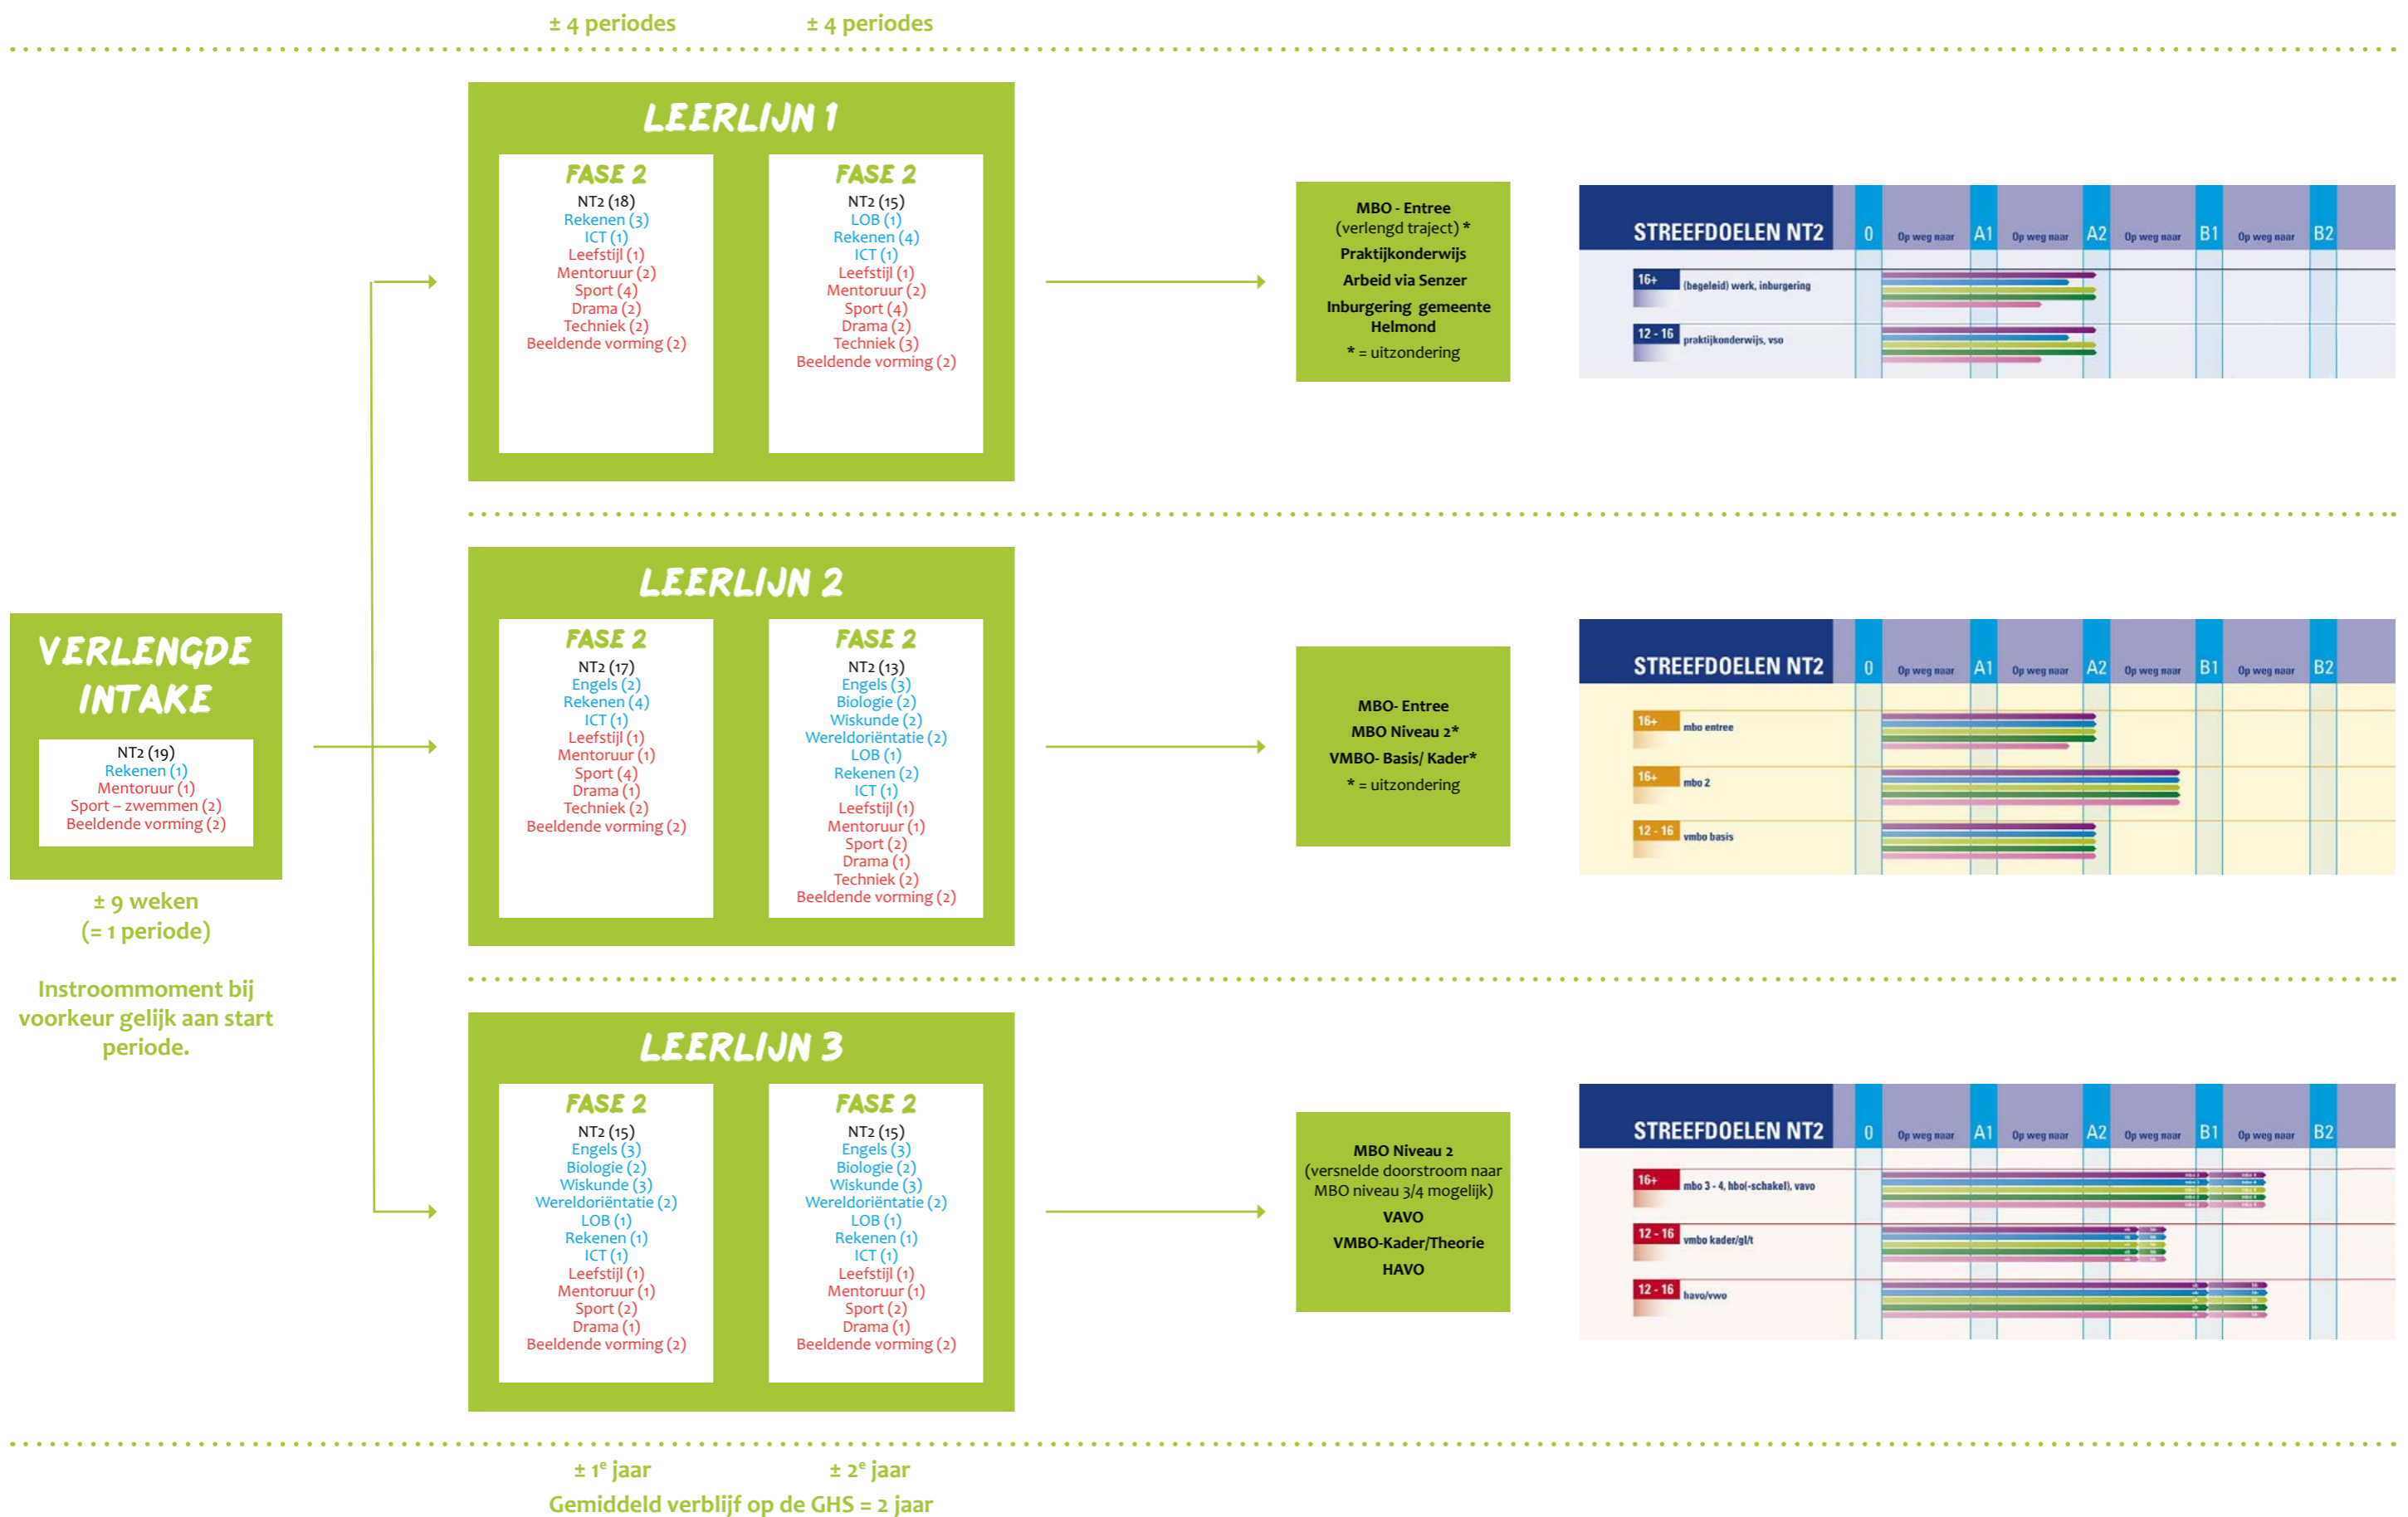 ± 4 periodes
± 4 periodes
VERLENGDE
INTAKE
NT2 (19)
Rekenen (1)
Mentoruur (1)
Sport – zwemmen (2)
Beeldende vorming (2)
± 9 weken
(= 1 periode)
Instroommoment bij
voorkeur gelijk aan start
periode.
LEERLIJN 1
FASE 2
NT2 (18)
Rekenen (3)
ICT (1)
Leefstijl (1)
Mentoruur (2)
Sport (4)
Drama (2)
Techniek (2)
Beeldende vorming (2)
FASE 2
NT2 (15)
LOB (1)
Rekenen (4)
ICT (1)
Leefstijl (1)
Mentoruur (2)
Sport (4)
Drama (2)
Techniek (3)
Beeldende vorming (2)
MBO - Entree
(verlengd traject) *
Praktijkonderwijs
Arbeid via Senzer
Inburgering gemeente
Helmond
* = uitzondering
STREEFDOELEN NT2 0 Op weg naar A1 Op weg naar A2 Op weg naar B1 Op weg naar B2
16+ (begeleid) werk, inburgering
12 - 16 praktijkonderwijs, vso
LEERLIJN 2
FASE 2
NT2 (17)
Engels (2)
Rekenen (4)
ICT (1)
Leefstijl (1)
Mentoruur (1)
Sport (4)
Drama (1)
Techniek (2)
Beeldende vorming (2)
FASE 2
NT2 (13)
Engels (3)
Biologie (2)
Wiskunde (2)
Wereldoriëntatie (2)
LOB (1)
Rekenen (2)
ICT (1)
Leefstijl (1)
Mentoruur (1)
Sport (2)
Drama (1)
Techniek (2)
Beeldende vorming (2)
MBO- Entree
MBO Niveau 2*
VMBO- Basis/ Kader*
* = uitzondering
STREEFDOELEN NT2 0 Op weg naar A1 Op weg naar A2 Op weg naar B1 Op weg naar B2
16+ mbo entree
16+ mbo 2
12 - 16 vmbo basis
LEERLIJN 3
FASE 2
NT2 (15)
Engels (3)
Biologie (2)
Wiskunde (3)
Wereldoriëntatie (2)
LOB (1)
Rekenen (1)
ICT (1)
Leefstijl (1)
Mentoruur (1)
Sport (2)
Drama (1)
Beeldende vorming (2)
FASE 2
NT2 (15)
Engels (3)
Biologie (2)
Wiskunde (3)
Wereldoriëntatie (2)
LOB (1)
Rekenen (1)
ICT (1)
Leefstijl (1)
Mentoruur (1)
Sport (2)
Drama (1)
Beeldende vorming (2)
MBO Niveau 2
(versnelde doorstroom naar
MBO niveau 3/4 mogelijk)
VAVO
VMBO-Kader/Theorie
HAVO
STREEFDOELEN NT2 0 Op weg naar A1 Op weg naar A2 Op weg naar B1 Op weg naar B2
16+ mbo 3 - 4, hbo(-schakel), vavo
12 - 16 vmbo kader/gl/t
12 - 16 havo/vwo
± 1e jaar
± 2e jaar
Gemiddeld verblijf op de GHS = 2 jaar